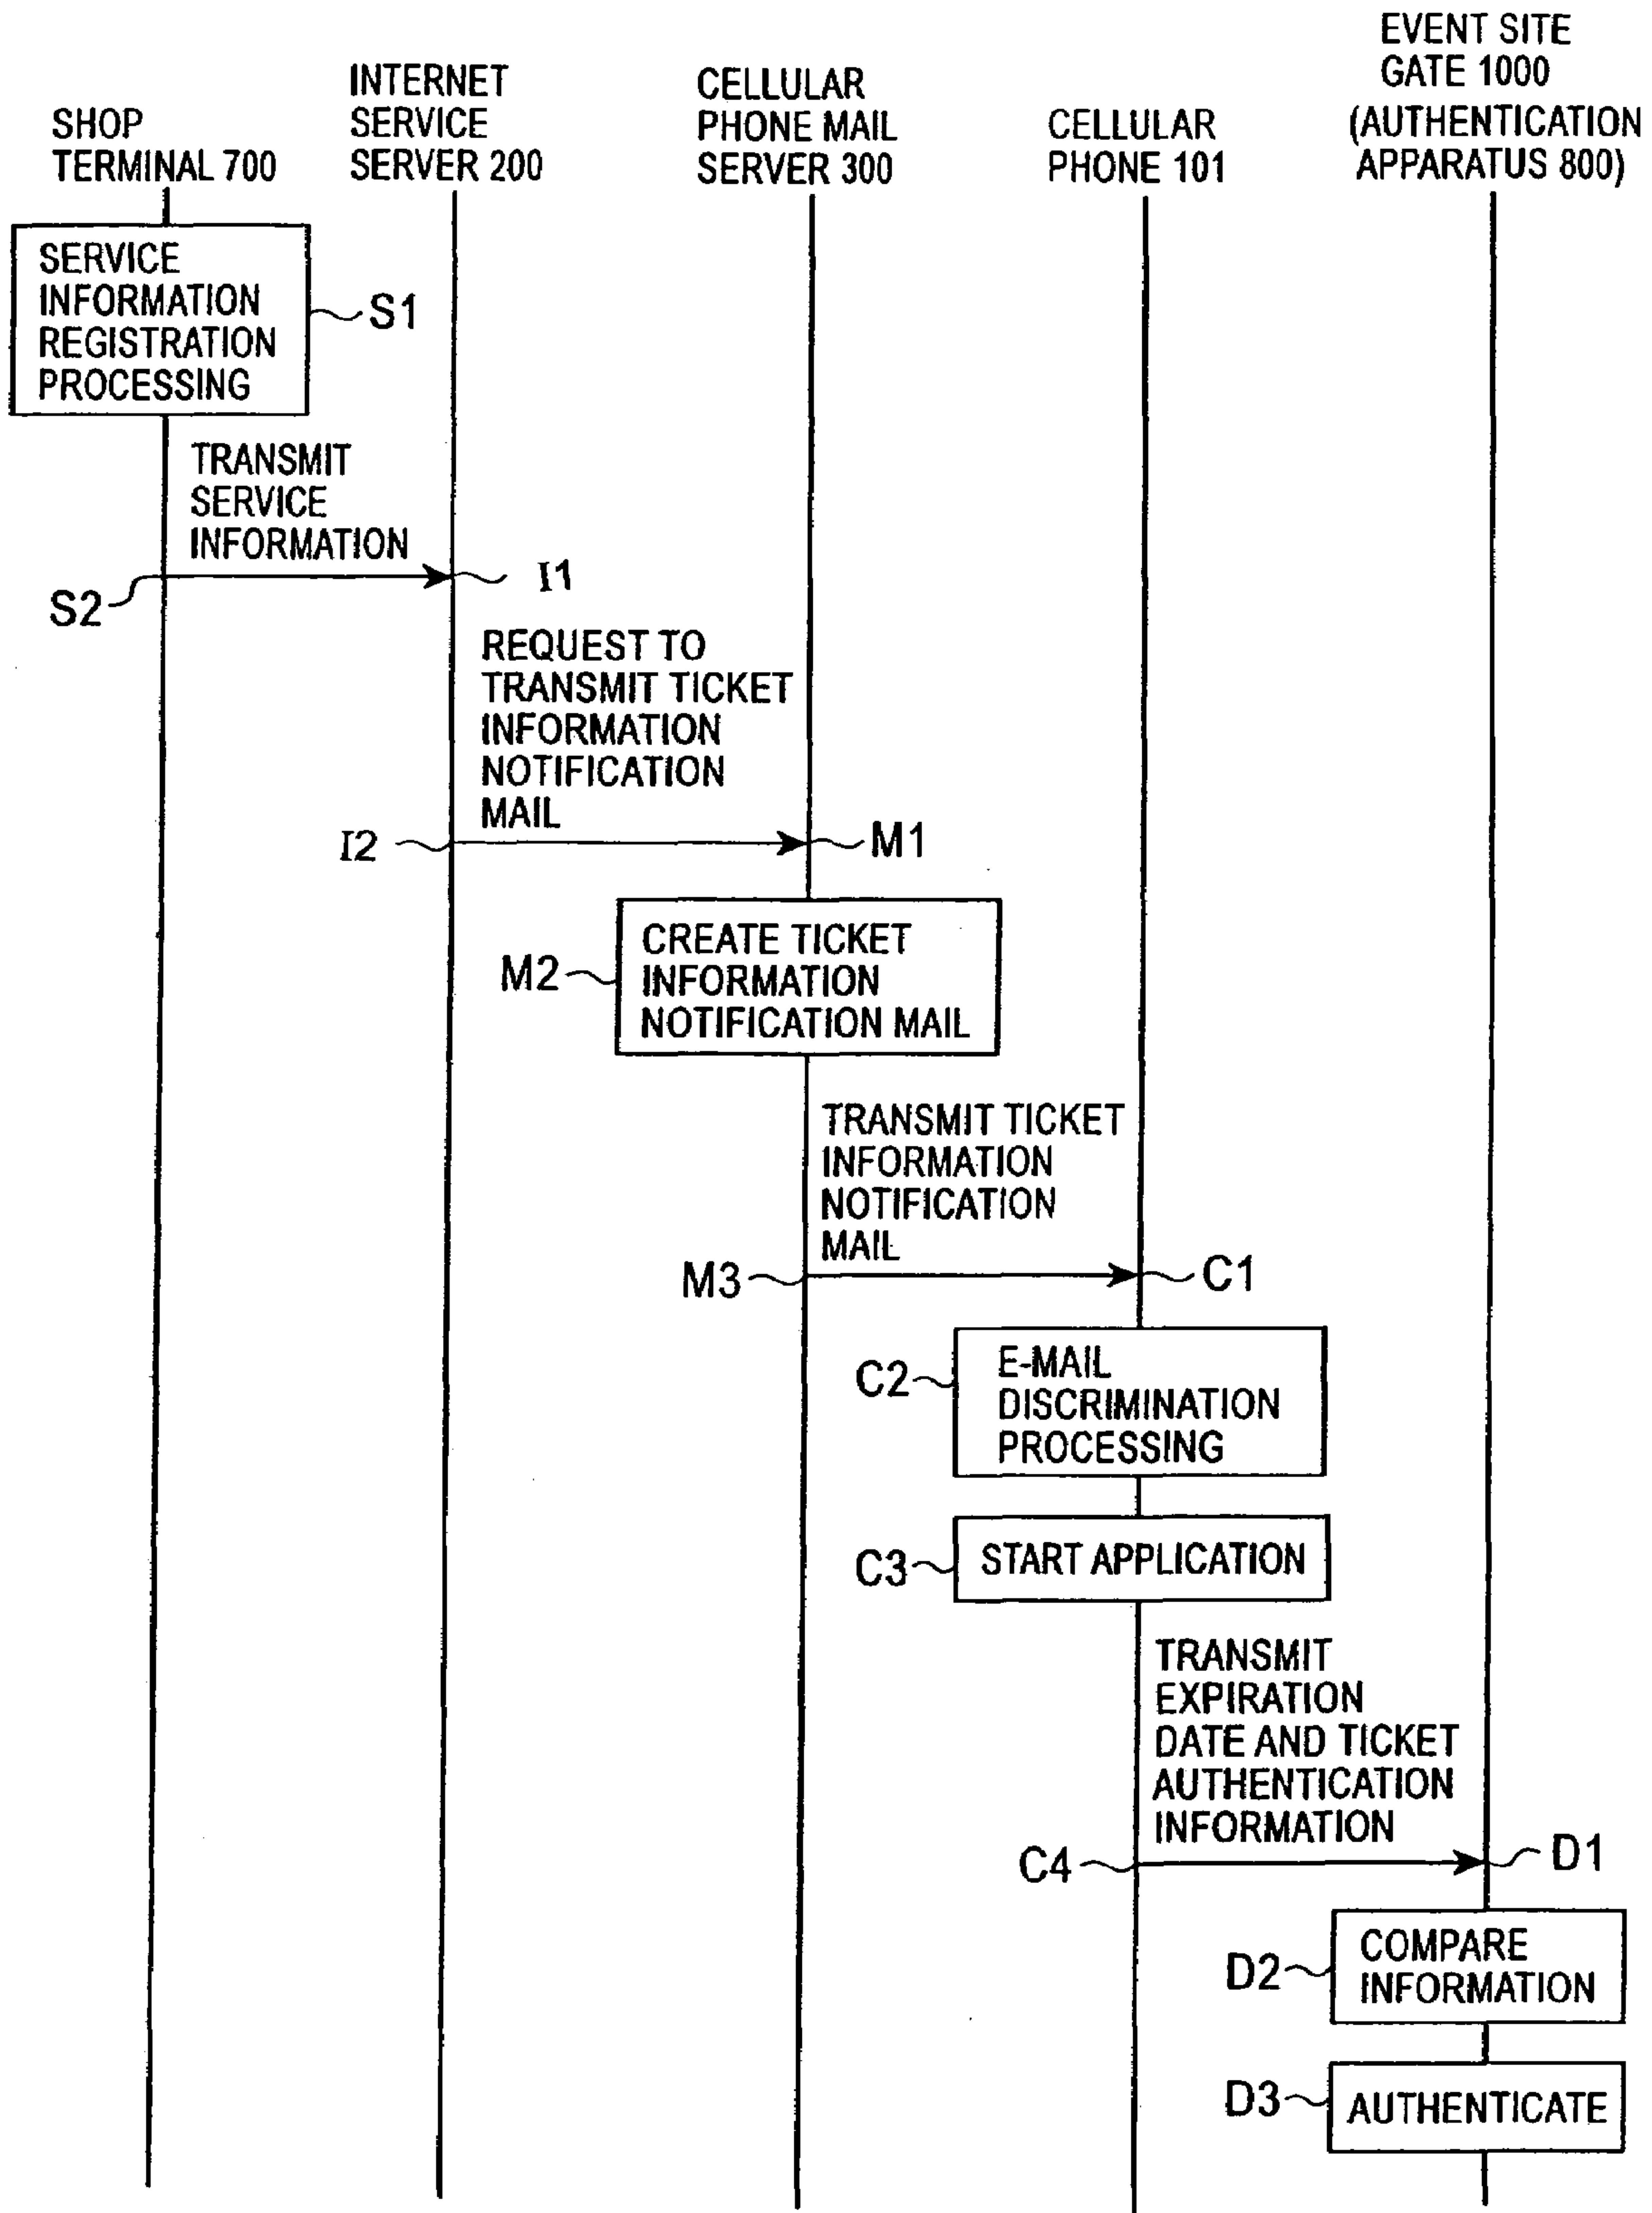 SHOP
TERMINAL 700
INTERNET
SERVICE
SERVER 200
CELLULAR
PHONE MAIL
SERVER 300
CELLULAR
PHONE 101
EVENT SITE
GATE 1000
(AUTHENTICATION
APPARATUS 800)
SERVICE
INFORMATION
REGISTRATION
PROCESSING
S1
TRANSMIT
SERVICE
INFORMATION
S2
I1
REQUEST TO
TRANSMIT TICKET
INFORMATION
NOTIFICATION
MAIL
I2
M1
M2
CREATE TICKET
INFORMATION
NOTIFICATION MAIL
TRANSMIT TICKET
INFORMATION
NOTIFICATION
MAIL
M3
C1
C2
E-MAIL
DISCRIMINATION
PROCESSING
C3
START APPLICATION
TRANSMIT
EXPIRATION
DATE AND TICKET
AUTHENTICATION
INFORMATION
C4
D1
D2
COMPARE
INFORMATION
D3
AUTHENTICATE